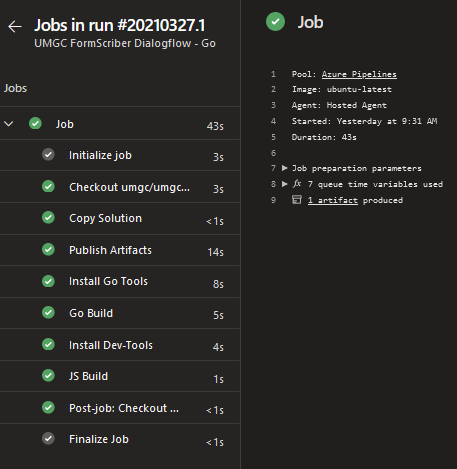 Jobs in run #20210327.1
UMGC FormScriber Dialogflow - Go
Jobs
Job 43s
Initialize job 3s
Checkout umgc/umgc... 3s
Copy Solution <1s
Publish Artifacts 14s
Install Go Tools 8s
Go Build 5s
Install Dev-Tools 4s
JS Build 1s
Post-job: Checkout ... <1s
Finalize Job <1s
Job
1 Pool: Azure Pipelines
2 Image: ubuntu-latest
3 Agent: Hosted Agent
4 Started: Yesterday at 9:31 AM
5 Duration: 43s
6
7 Job preparation parameters
8 fx 7 queue time variables used
9 1 artifact produced